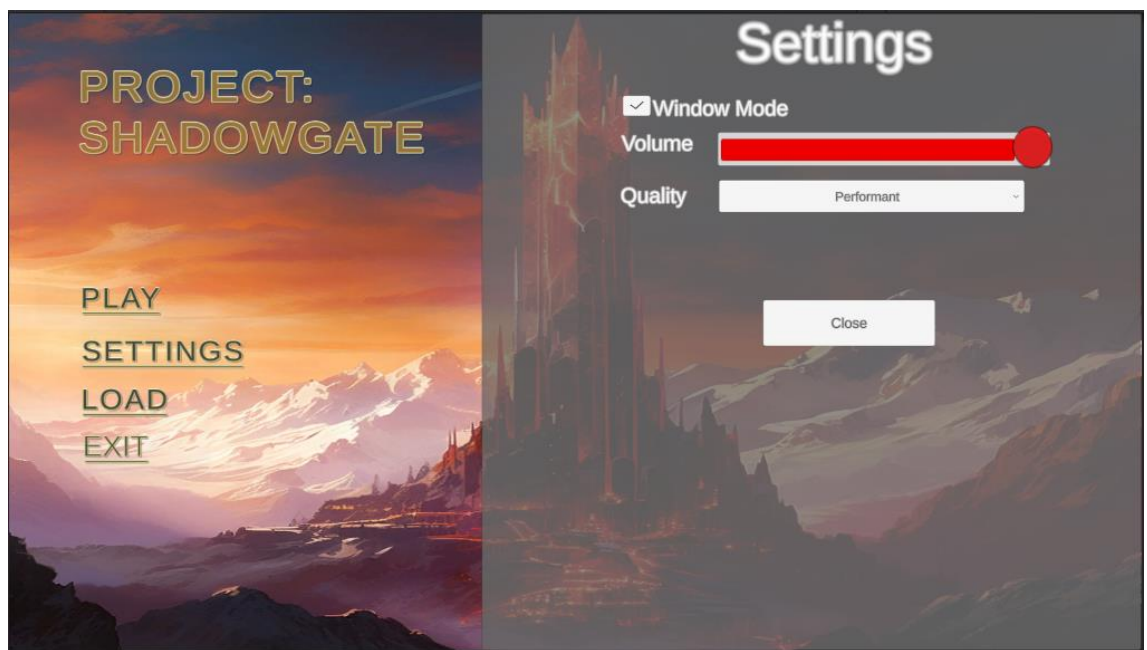 PROJECT:
SHADOWGATE
PLAY
SETTINGS
LOAD
EXIT
Settings
Window Mode
Volume
Quality Performant
Close